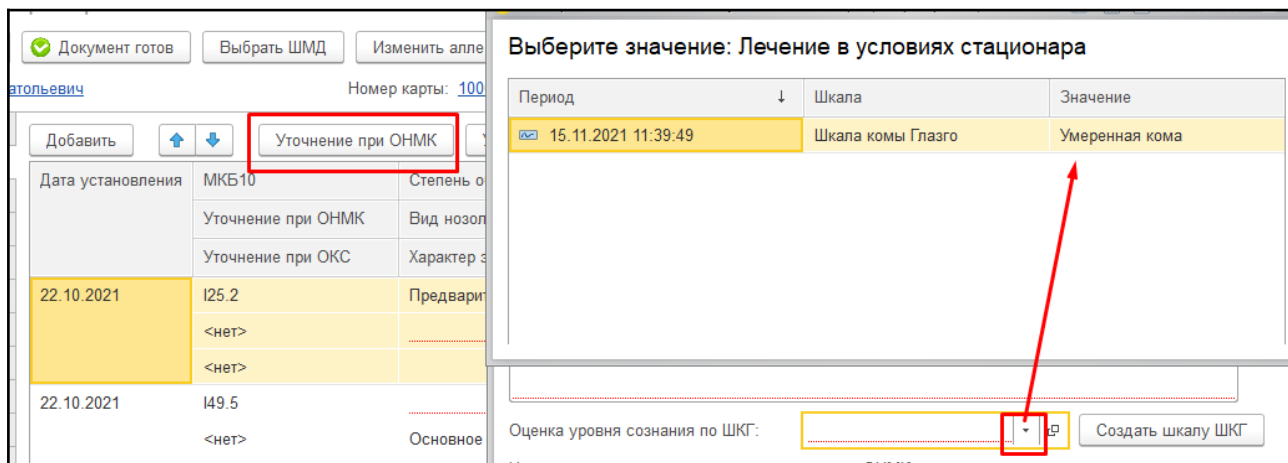 Документ готов
Выбрать ШМД
Изменить алле
атольевич
Номер карты: 100
Добавить
Уточнение при ОНМК
Дата установления
МКБ10
Степень о
Уточнение при ОНМК
Вид нозол
Уточнение при ОКС
Характер з
22.10.2021
I25.2
Предварит
<нет>
<нет>
22.10.2021
I49.5
<нет>
Основное
Выберите значение: Лечение в условиях стационара
Период
Шкала
Значение
15.11.2021 11:39:49
Шкала комы Глазго
Умеренная кома
Оценка уровня сознания по ШКГ:
Создать шкалу ШКГ